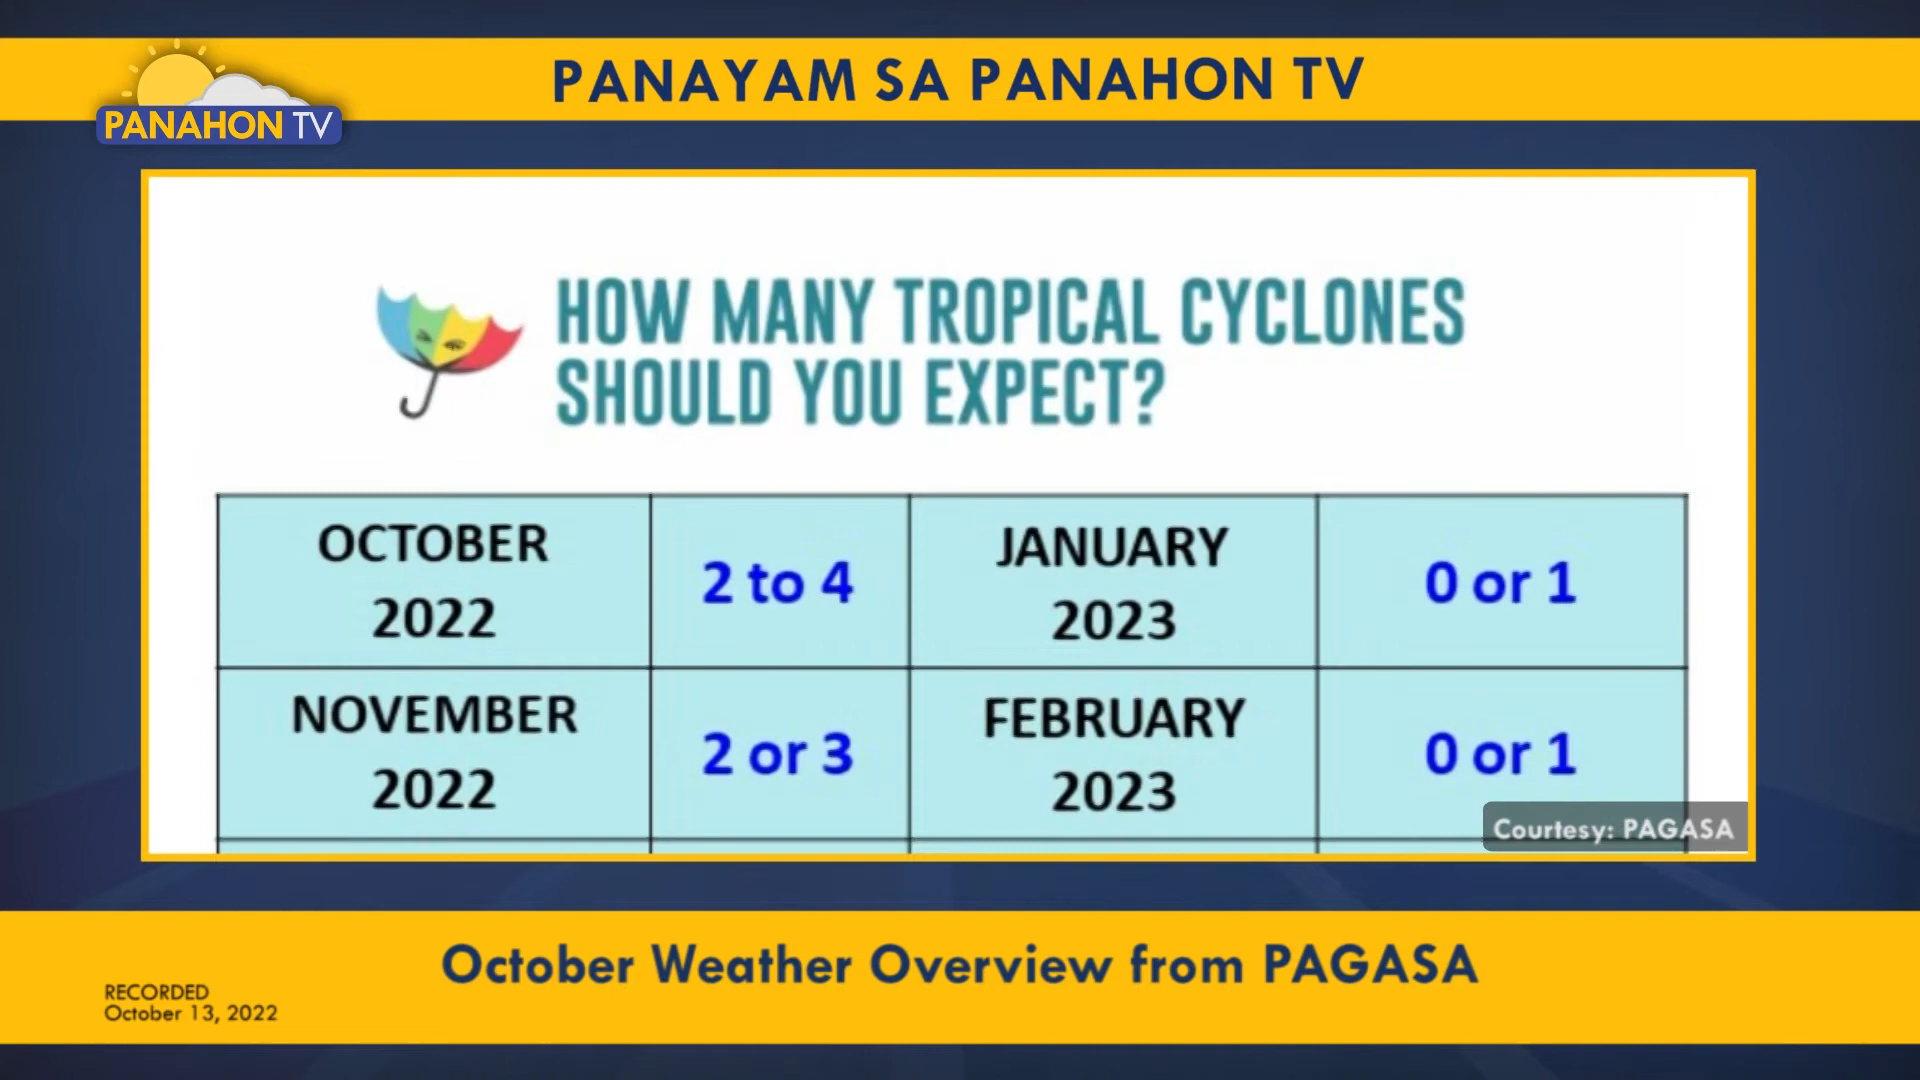 PANAYAM SA PANAHON TV
PANAHON TV
HOW MANY TROPICAL CYCLONES
SHOULD YOU EXPECT?
OCTOBER
2022
2 to 4
JANUARY
2023
0 or 1
NOVEMBER
2022
2 or 3
FEBRUARY
2023
0 or 1
Courtesy: PAGASA
October Weather Overview from PAGASA
RECORDED
October 13, 2022